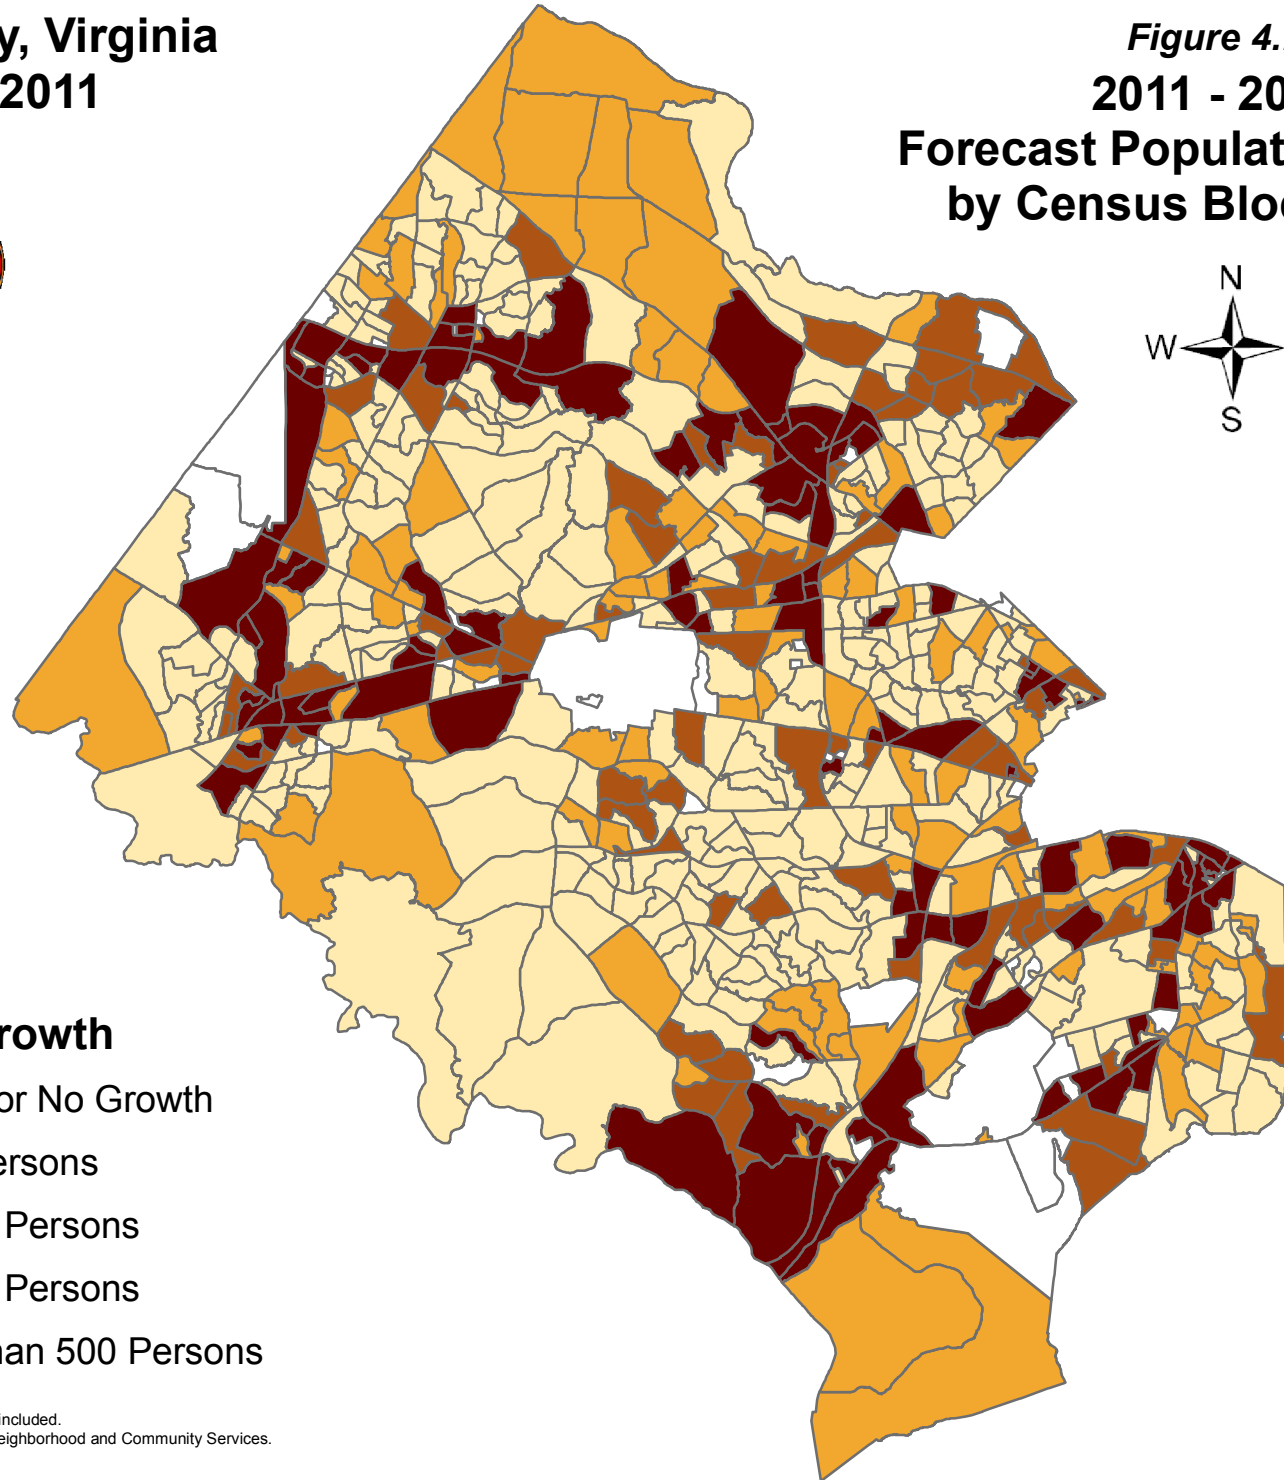 y, Virginia
2011
Figure 4.
2011 - 20
Forecast Populat
by Census Bloc
N
W
S
rowth
or No Growth
ersons
Persons
Persons
han 500 Persons
included.
eighborhood and Community Services.